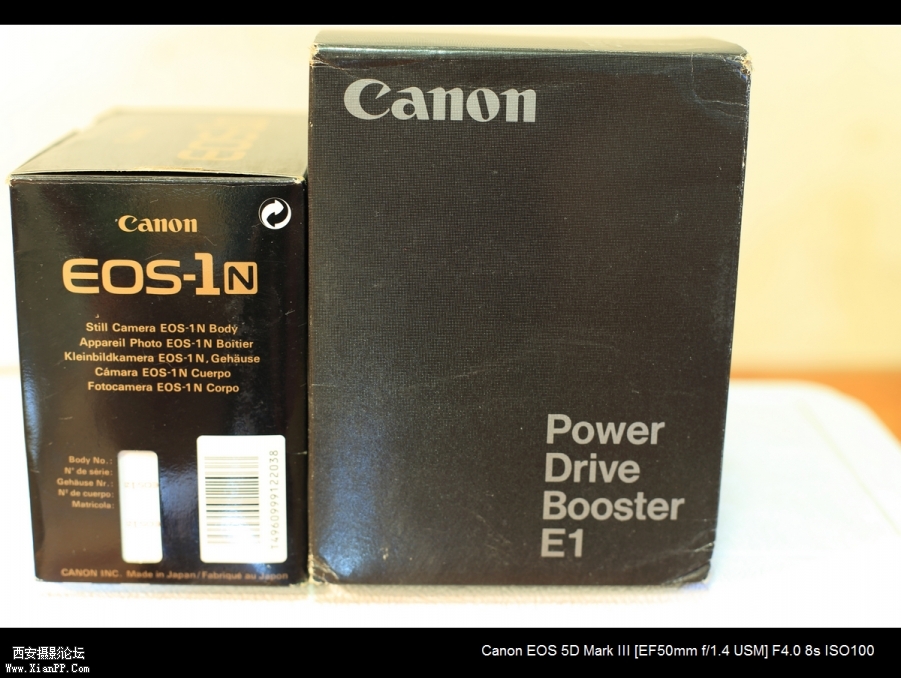 Canon
EOS-1N
Still Camera EOS-1N Body
Appareil Photo EOS-1N Boîtier
Kleinbildkamera EOS-1N, Gehäuse
Cámara EOS-1N Cuerpo
Fotocamera EOS-1N Corpo
Body No.:
N° de série:
Gehäuse Nr.:
N° de cuerpo:
Matricola:
4960999122038
CANON INC. Made in Japan/Fabriqué au Japon
Canon
Power
Drive
Booster
E1
西安摄影论坛
Www.XianPP.Com
Canon EOS 5D Mark III [EF50mm f/1.4 USM] F4.0 8s ISO100